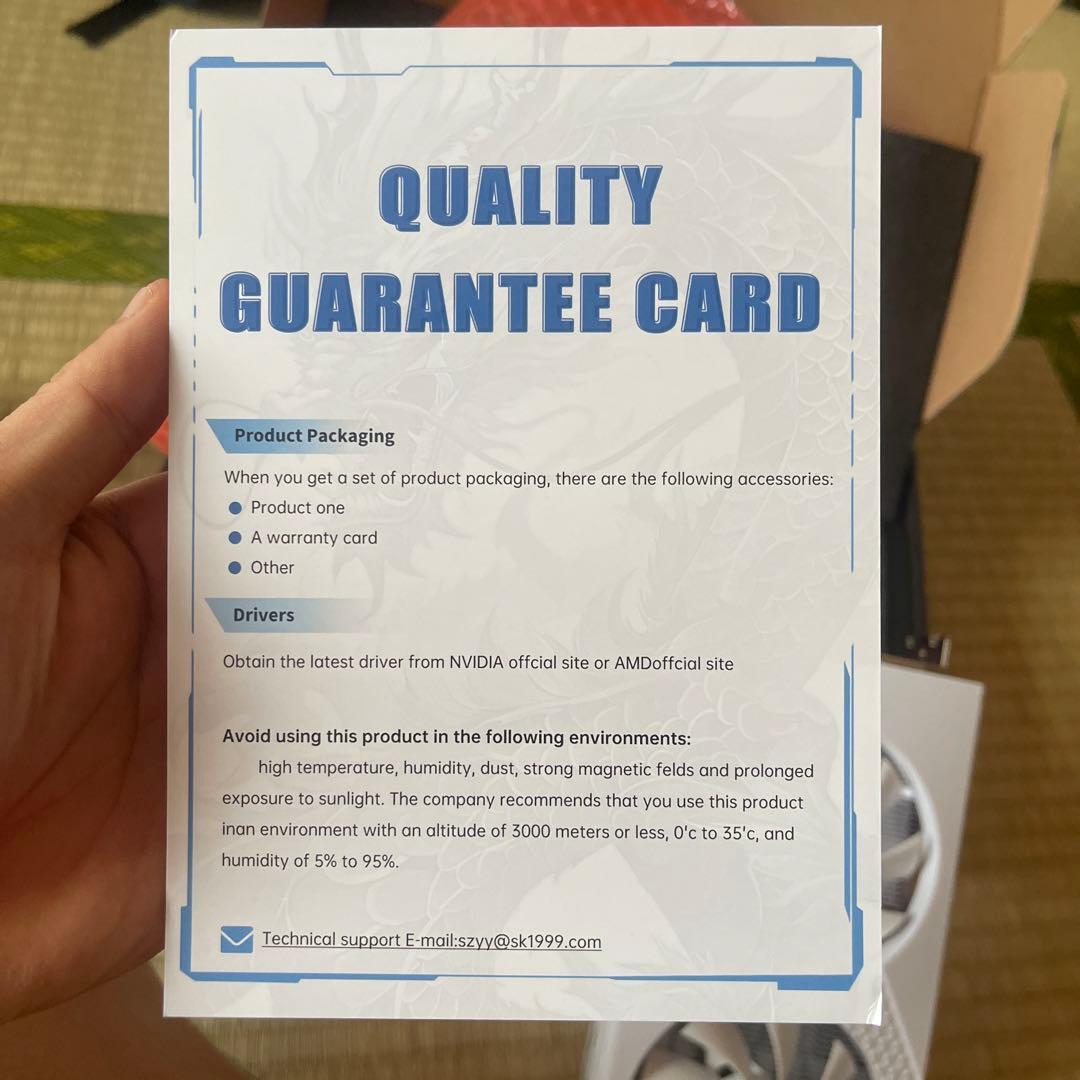 QUALITY
GUARANTEE CARD
Product Packaging
When you get a set of product packaging, there are the following accessories:
Product one
A warranty card
Other
Drivers
Obtain the latest driver from NVIDIA offcial site or AMDoffcial site
Avoid using this product in the following environments:
high temperature, humidity, dust, strong magnetic felds and prolonged
exposure to sunlight. The company recommends that you use this product
inan environment with an altitude of 3000 meters or less, 0'c to 35'c, and
humidity of 5% to 95%.
Technical support E-mail:szyy@sk1999.com